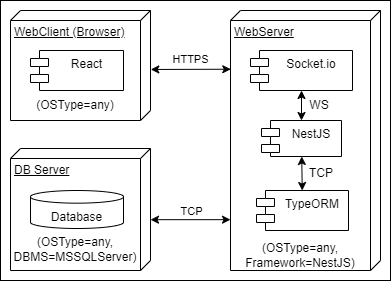 WebClient (Browser)
React
(OSType=any)
HTTPS
WebServer
Socket.io
WS
NestJS
TCP
TypeORM
(OSType=any,
Framework=NestJS)
DB Server
Database
(OSType=any,
DBMS=MSSQLServer)
TCP